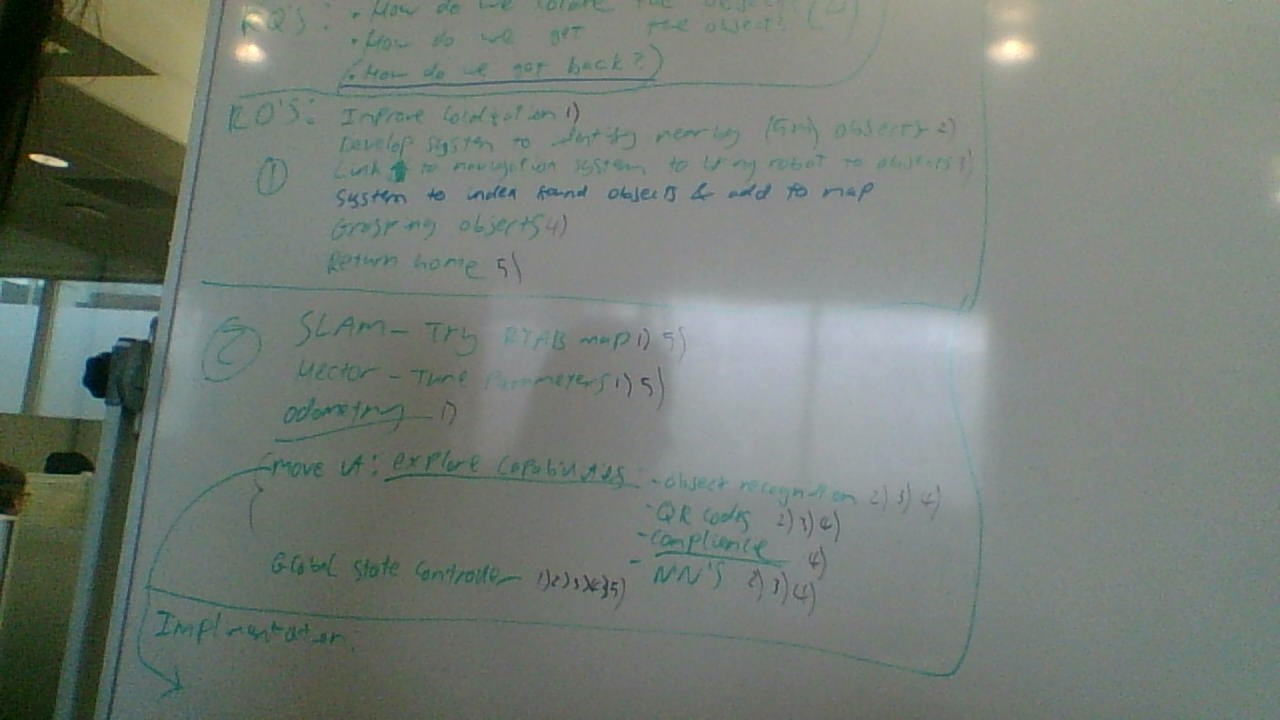 RQ's: • How do we locate the object? (4)
• How do we get the object?
(• How do we get back?)
RO'S: Improve localization 1)
Develop system to identify nearby (5m) objects 2)
① Link ↑ to navigation system to bring robot to objects 3)
System to index found objects & add to map
Grasping objects 4)
Return home 5)
② SLAM - Try RTAB map 1) 5)
Hector - Tune Parameters 1) 5)
odometry 1)
Move it: explore capabilities - object recognition 2) 3) 4)
- QR Codes 2) 3) 4)
- compliance 4)
Global State Controller 1)2)3)4)5) - NN'S 2) 3) 4)
Implmentation: